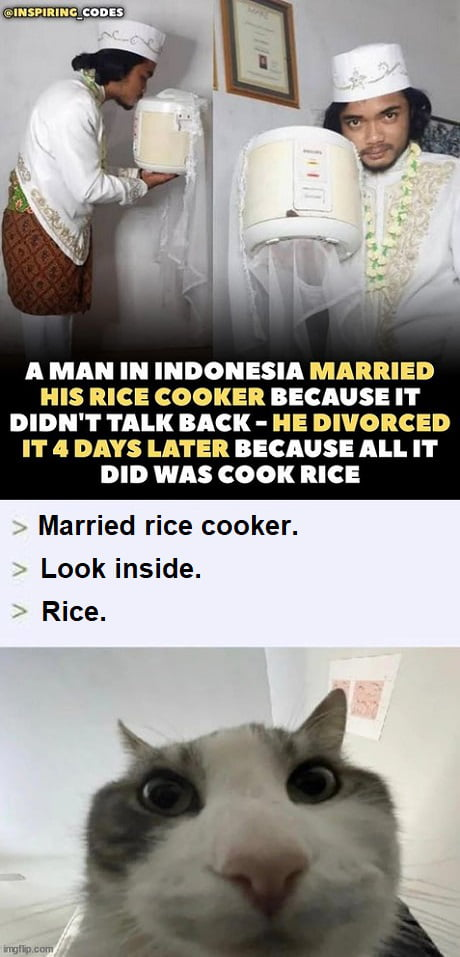 @INSPIRING_CODES
A MAN IN INDONESIA MARRIED
HIS RICE COOKER BECAUSE IT
DIDN'T TALK BACK - HE DIVORCED
IT 4 DAYS LATER BECAUSE ALL IT
DID WAS COOK RICE
> Married rice cooker.
> Look inside.
> Rice.
imgflip.com